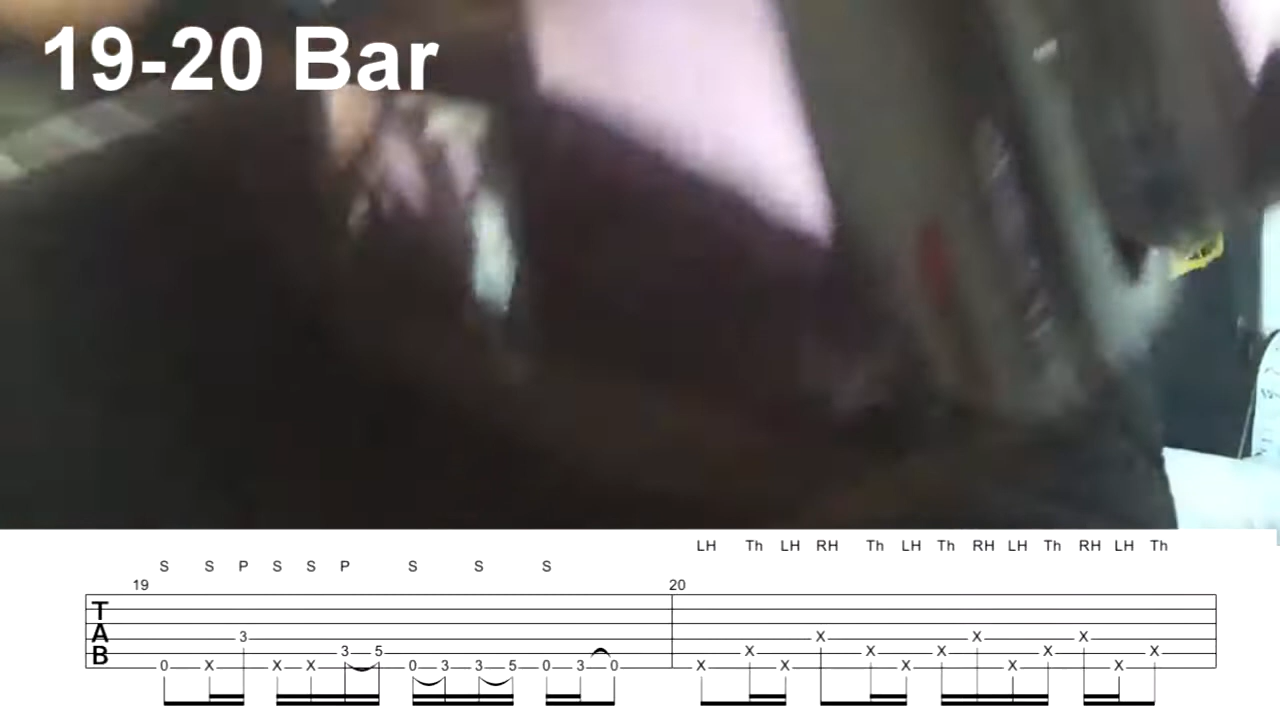 19-20 Bar
LH Th LH RH Th LH Th RH LH Th RH LH Th
S S P S S P S S S
19 20
T
A
B
X 3 X X X
3 5 X X X X X
0 X X X 0 3 3 5 0 3 0 X X X X X